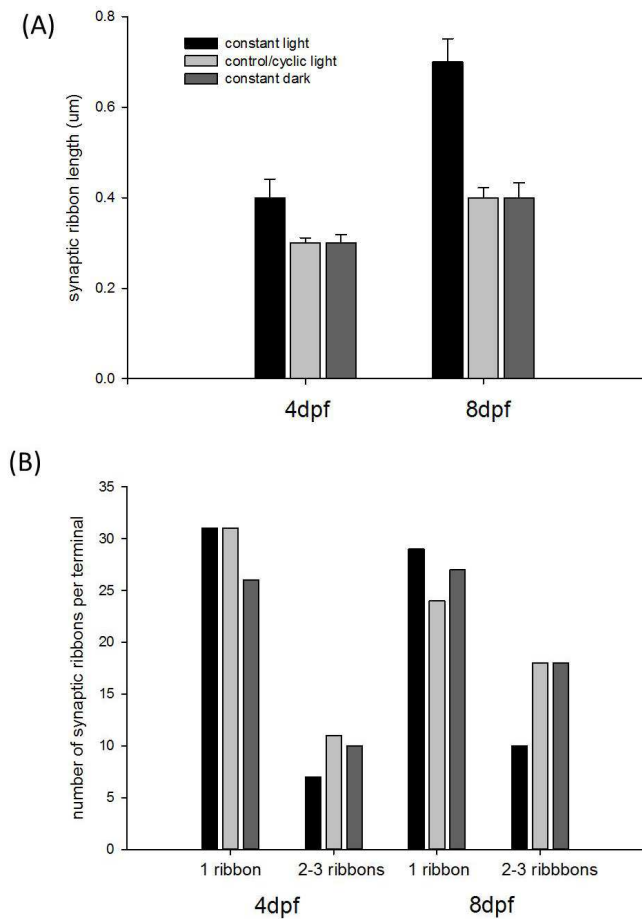 (A)
0.8
0.6
0.4
0.2
0.0
synaptic ribbon length (um)
constant light
control/cyclic light
constant dark
4dpf 8dpf
(B)
35
30
25
20
15
10
5
0
number of synaptic ribbons per terminal
1 ribbon 2-3 ribbons 1 ribbon 2-3 ribbbons
4dpf 8dpf